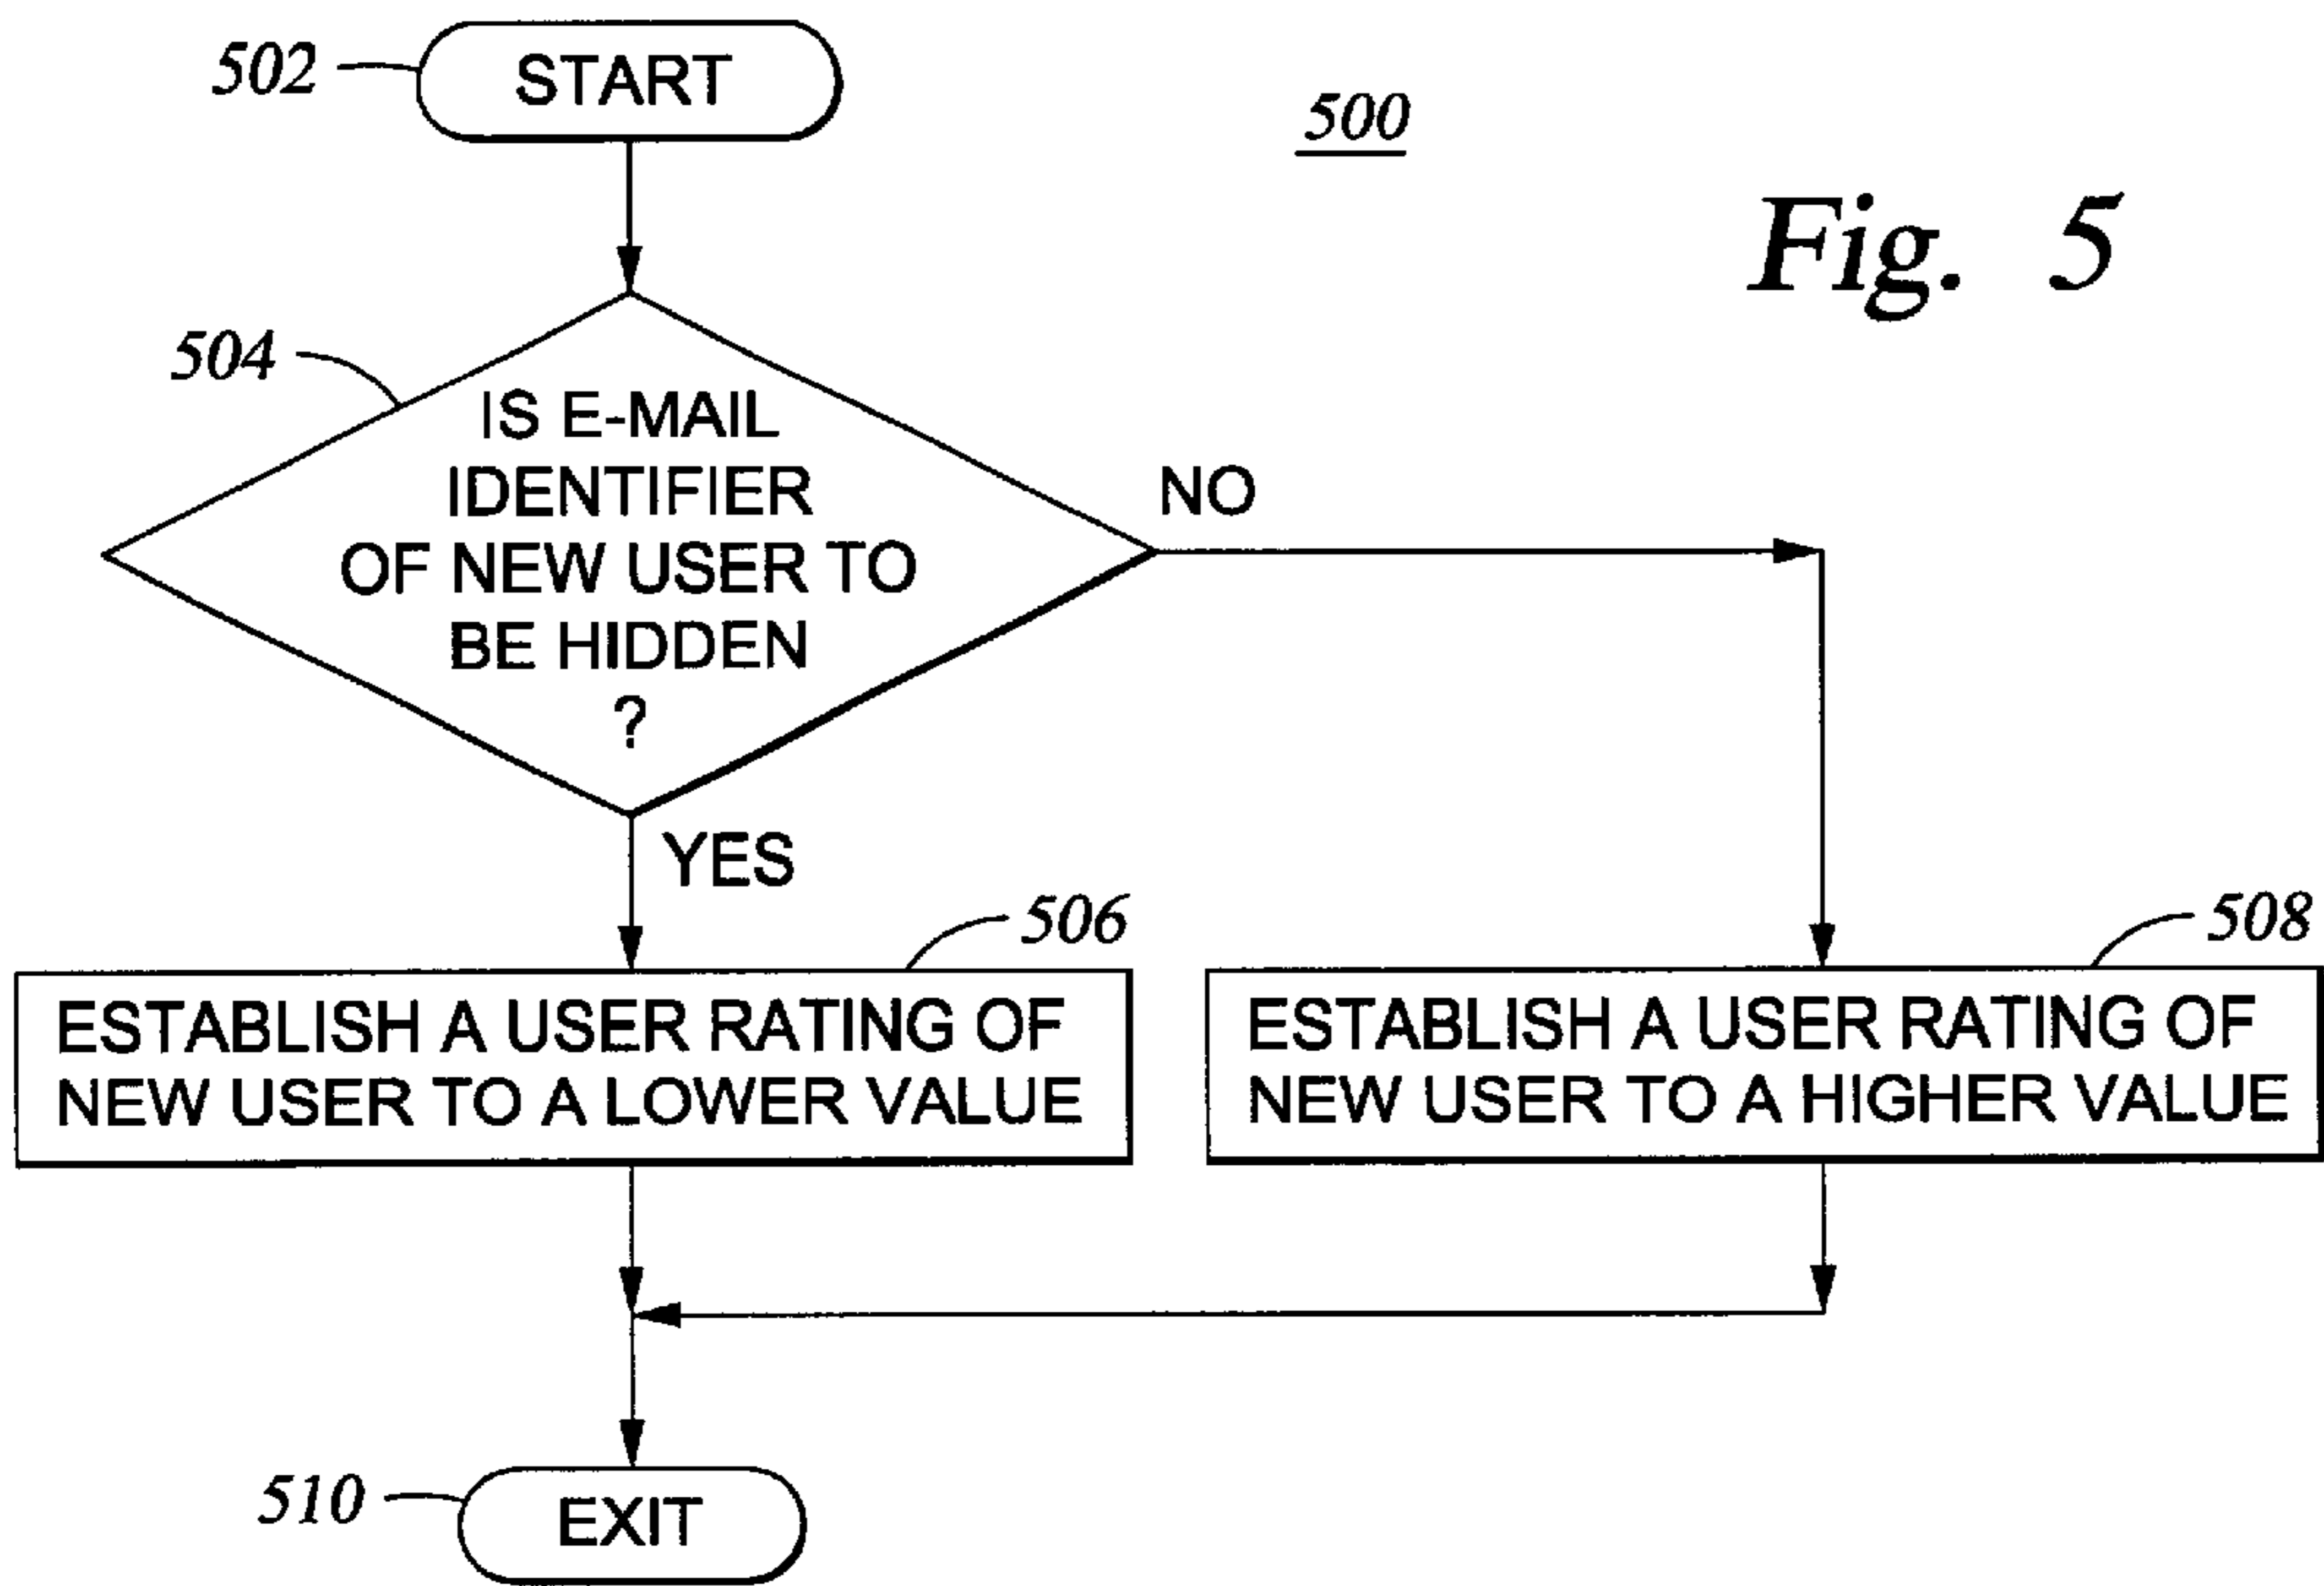 502
START
500
Fig. 5
504
IS E-MAIL
IDENTIFIER
OF NEW USER TO
BE HIDDEN
?
NO
YES
506
508
ESTABLISH A USER RATING OF
NEW USER TO A LOWER VALUE
ESTABLISH A USER RATING OF
NEW USER TO A HIGHER VALUE
510
EXIT